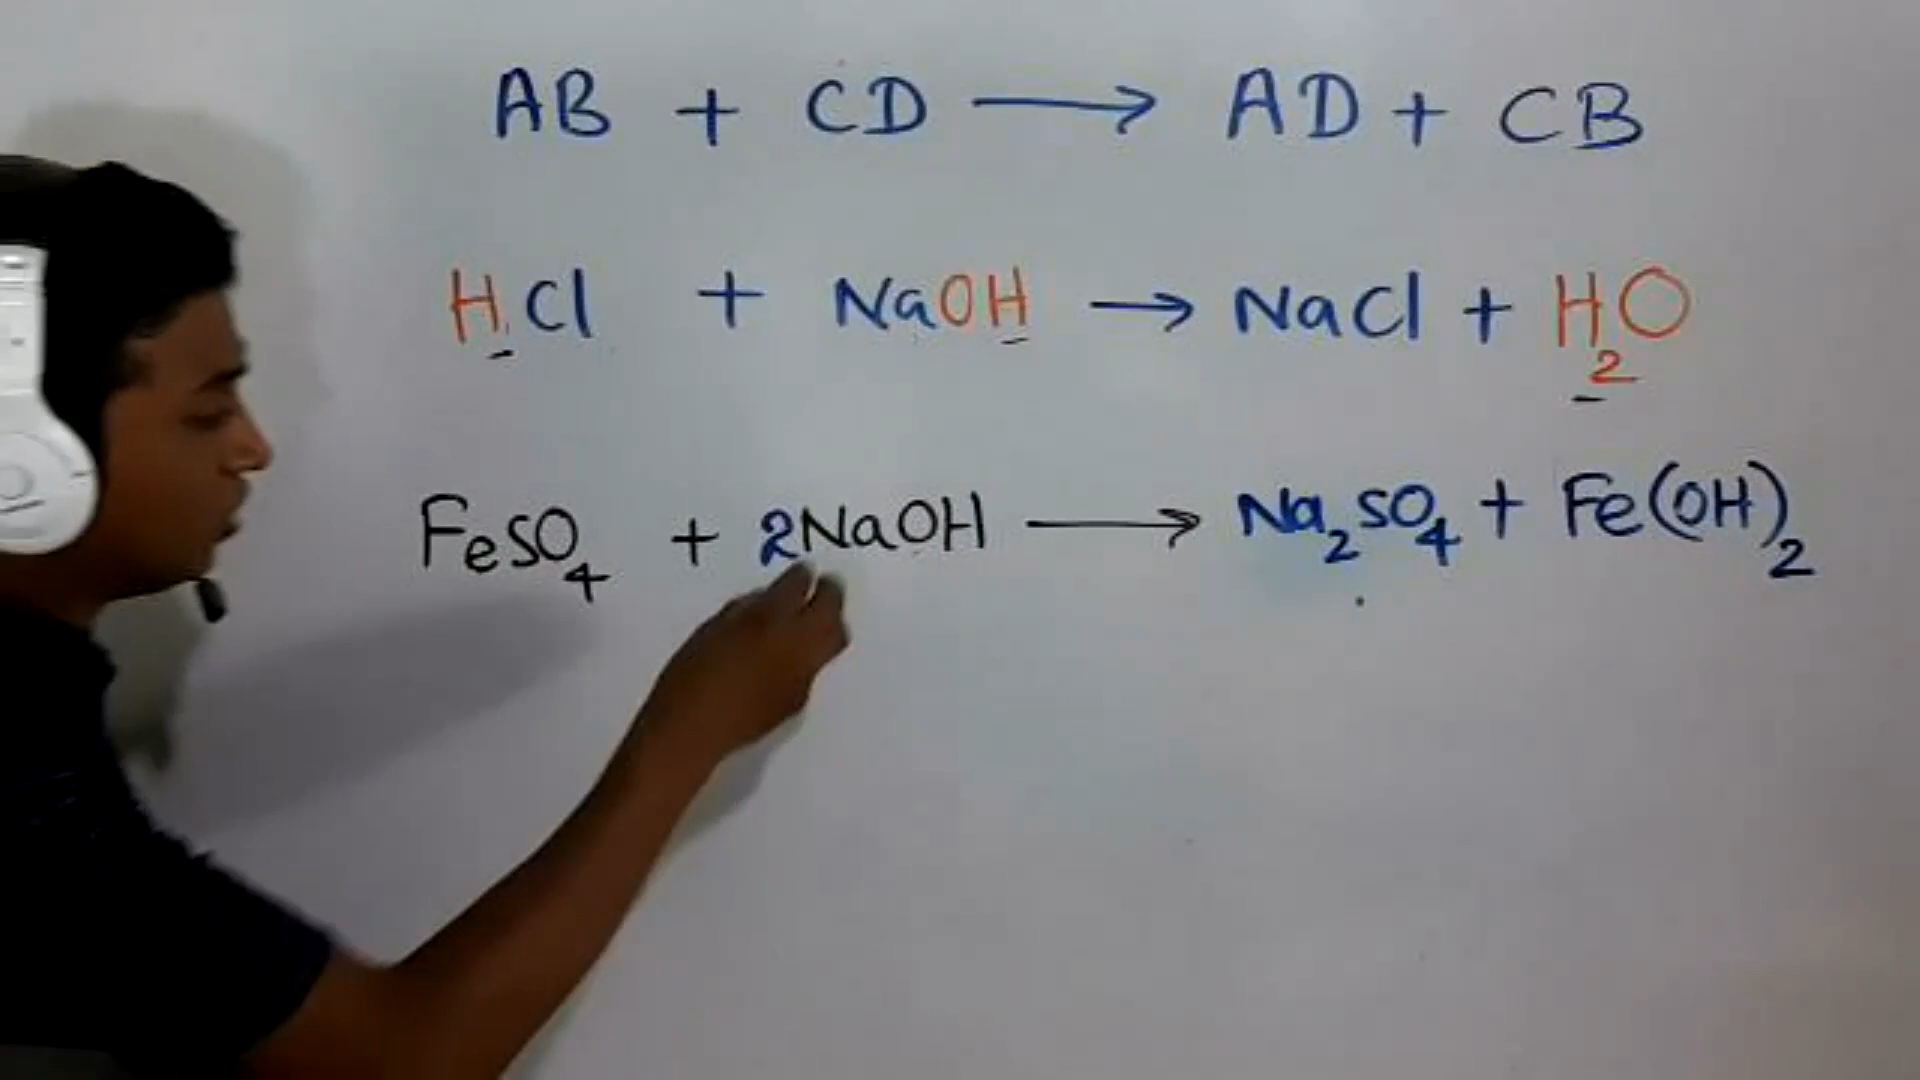 AB + CD → AD + CB
HCl + NaOH → NaCl + H₂O
FeSO₄ + 2NaOH → Na₂SO₄ + Fe(OH)₂